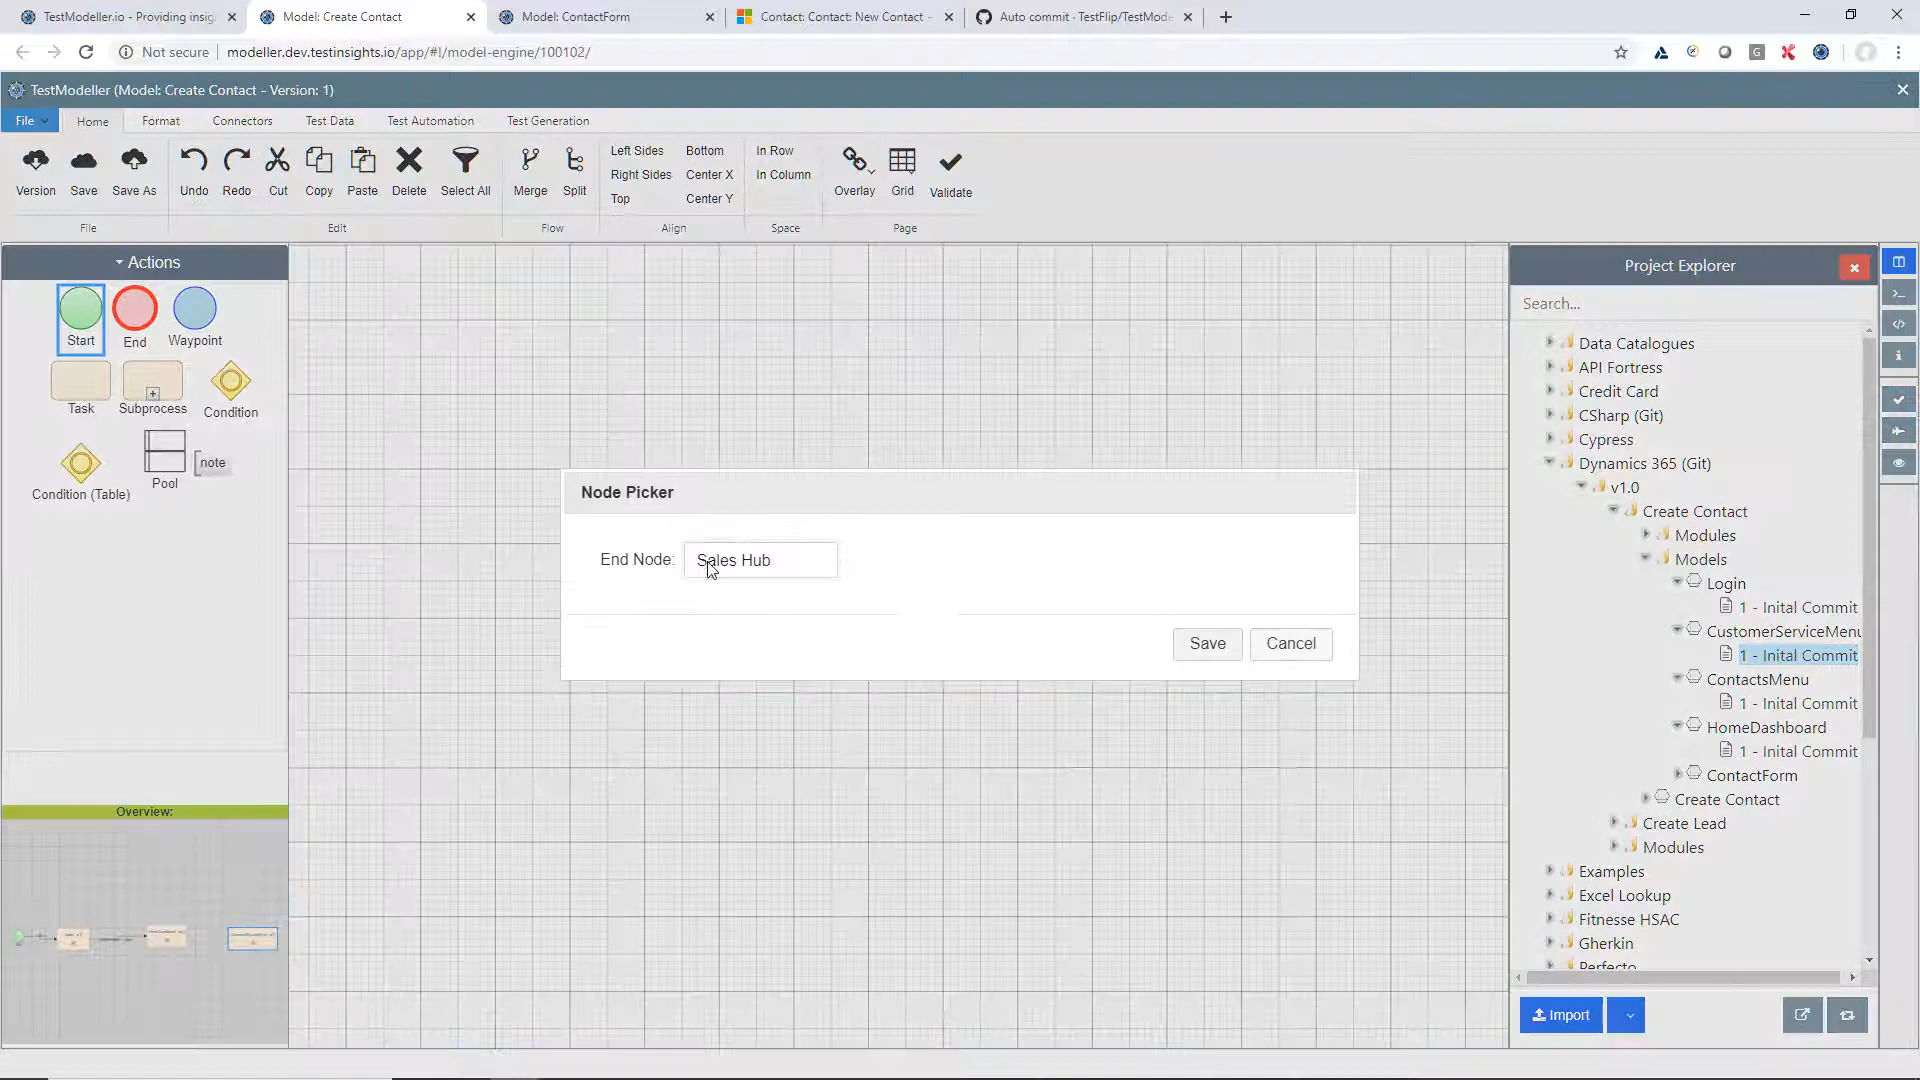 TestModeller.io - Providing insig
Model: Create Contact
Model: ContactForm
Contact: Contact: New Contact -
Auto commit · TestFlip/TestMod
Not secure
modeller.dev.testinsights.io/app/#!/model-engine/100102/
TestModeller (Model: Create Contact - Version: 1)
File
Home
Format
Connectors
Test Data
Test Automation
Test Generation
Version
Save
Save As
Undo
Redo
Cut
Copy
Paste
Delete
Select All
Merge
Split
Left Sides
Bottom
Right Sides
Center X
Top
Center Y
In Row
In Column
Overlay
Grid
Validate
File
Edit
Flow
Align
Space
Page
Actions
Start
End
Waypoint
Task
Subprocess
Condition
Condition (Table)
Pool
note
Overview:
Node Picker
End Node:
Sales Hub
Save
Cancel
Project Explorer
Search...
Data Catalogues
API Fortress
Credit Card
CSharp (Git)
Cypress
Dynamics 365 (Git)
v1.0
Create Contact
Modules
Models
Login
1 - Inital Commit
CustomerServiceMenu
1 - Inital Commit
ContactsMenu
1 - Inital Commit
HomeDashboard
1 - Inital Commit
ContactForm
Create Contact
Create Lead
Modules
Examples
Excel Lookup
Fitnesse HSAC
Gherkin
Perfecto
Import